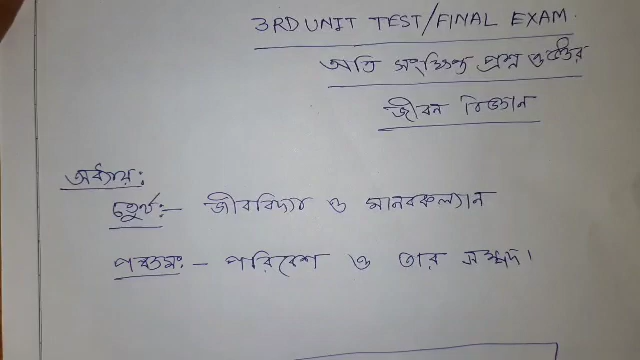 3RD UNIT TEST/FINAL EXAM.
অতি সংক্ষিপ্ত প্রশ্ন ও উত্তর
জীবন বিজ্ঞান
অধ্যায়:
চতুর্থ:- জীববিদ্যা ও মানবকল্যান
পঞ্চমঃ- পরিবেশ ও তার সম্পদ।